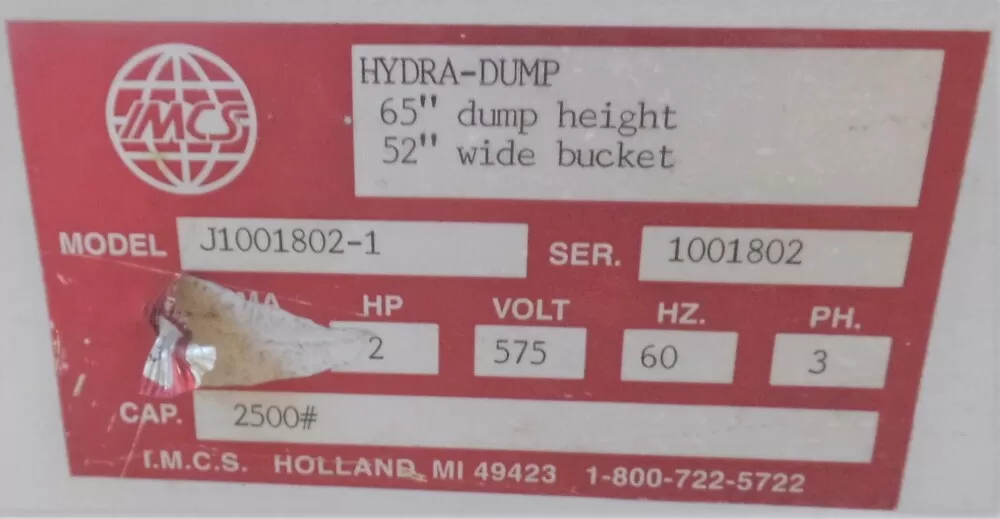 IMCS
HYDRA-DUMP
65" dump height
52" wide bucket
MODEL J1001802-1 SER. 1001802
HP VOLT HZ. PH.
2 575 60 3
CAP. 2500#
I.M.C.S. HOLLAND, MI 49423 1-800-722-5722